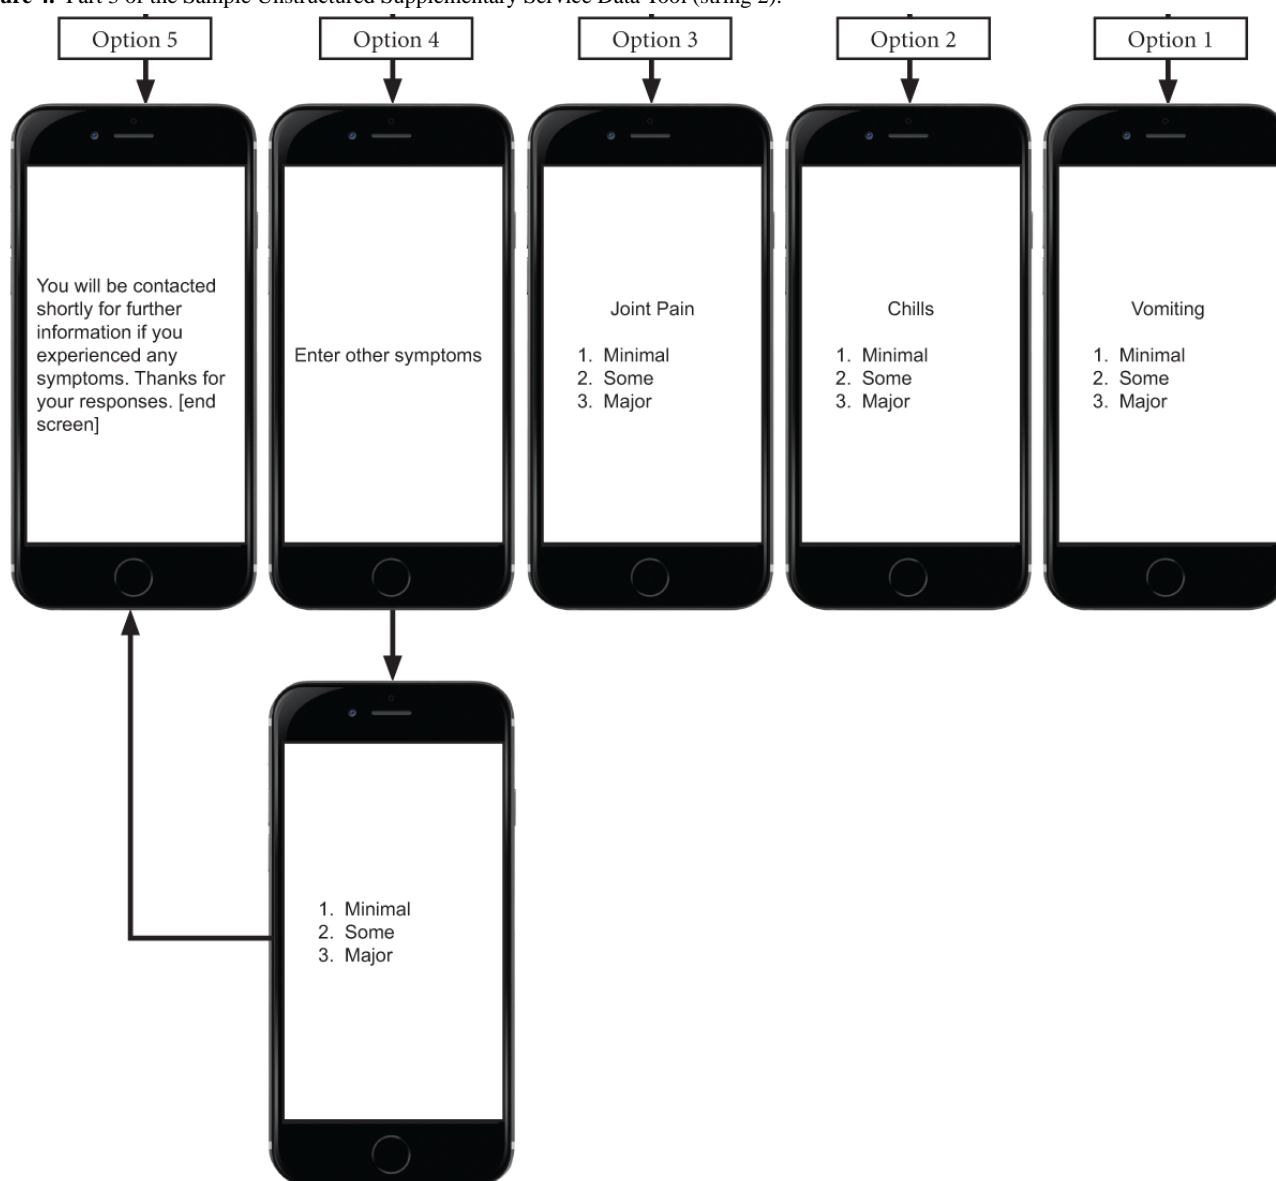 Part 3 of the Sample Unstructured Supplementary Service Data Tool (string 2).
Option 5
Option 4
Option 3
Option 2
Option 1
You will be contacted
shortly for further
information if you
experienced any
symptoms. Thanks for
your responses. [end
screen]
Enter other symptoms
Joint Pain
1. Minimal
2. Some
3. Major
Chills
1. Minimal
2. Some
3. Major
Vomiting
1. Minimal
2. Some
3. Major
1. Minimal
2. Some
3. Major